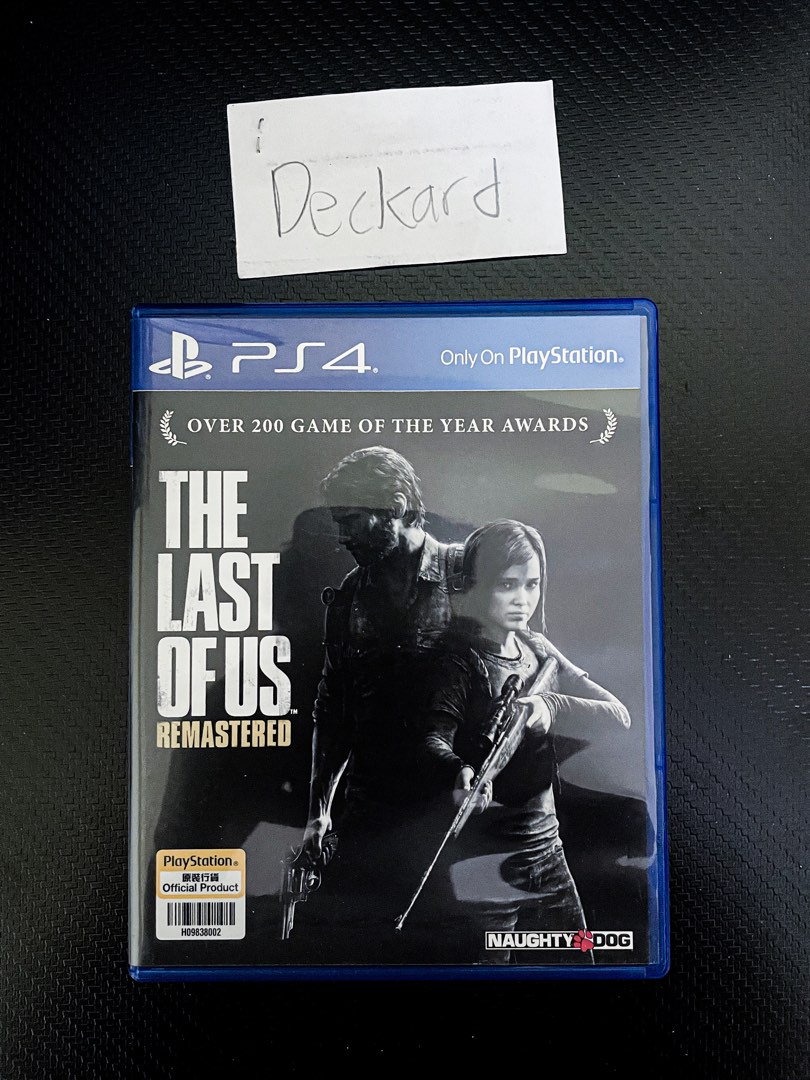 Deckard
PS4
Only On PlayStation®
OVER 200 GAME OF THE YEAR AWARDS
THE
LAST
OF US™
REMASTERED
PlayStation®
原裝行貨
Official Product
H09838002
NAUGHTY DOG